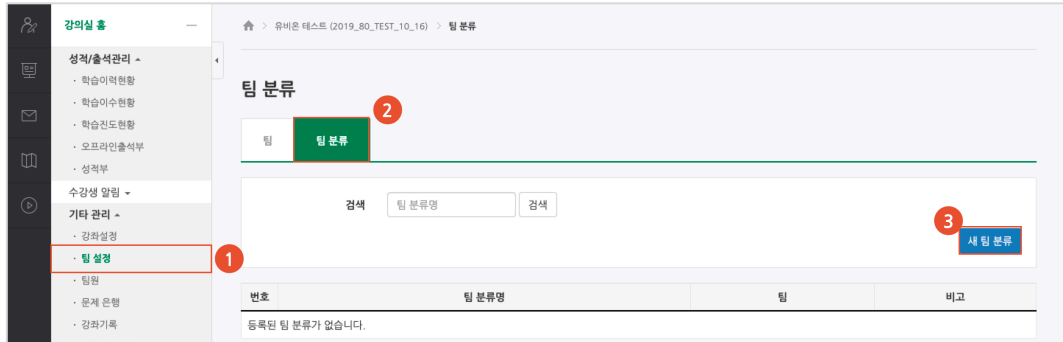 강의실 홈
성적/출석관리
· 학습이력현황
· 학습이수현황
· 학습진도현황
· 오프라인출석부
· 성적부
수강생 알림
기타 관리
· 강좌설정
· 팀 설정
· 팀원
· 문제 은행
· 강좌기록
1
유비온 테스트 (2019_80_TEST_10_16) > 팀 분류
팀 분류
2
팀 팀 분류
검색 팀 분류명 검색
3
새 팀 분류
번호 팀 분류명 팀 비고
등록된 팀 분류가 없습니다.